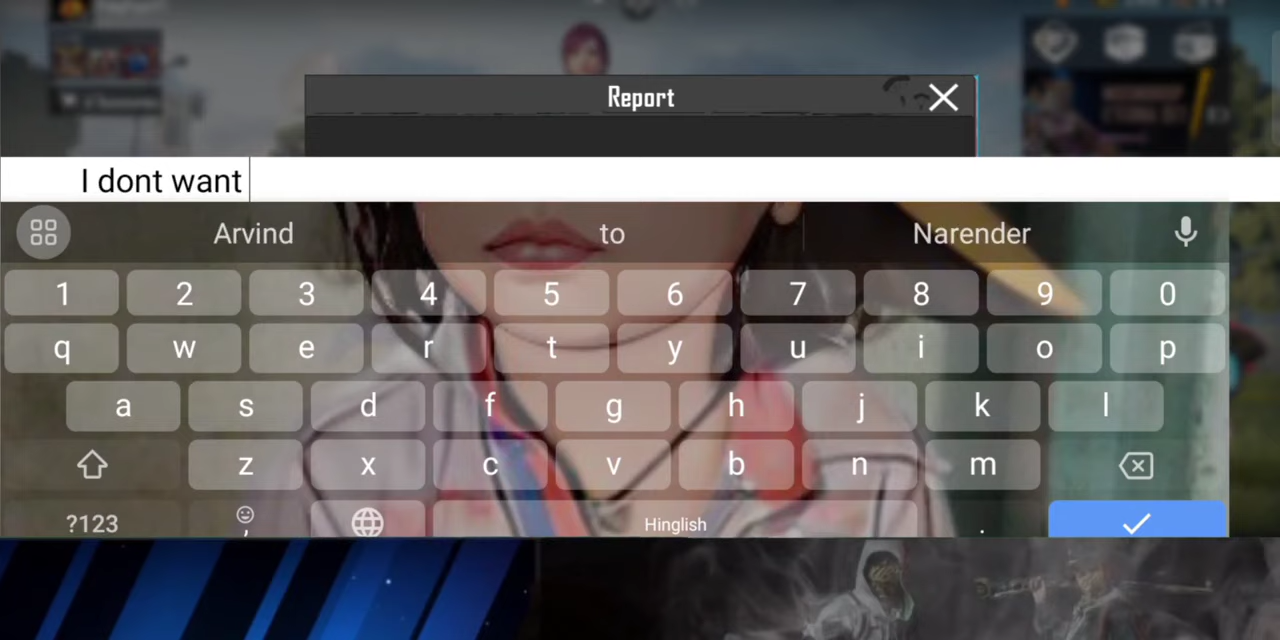 Report
I dont want
Arvind to Narender
1 2 3 4 5 6 7 8 9 0
q w e r t y u i o p
a s d f g h j k l
z x c v b n m
?123 , Hinglish .